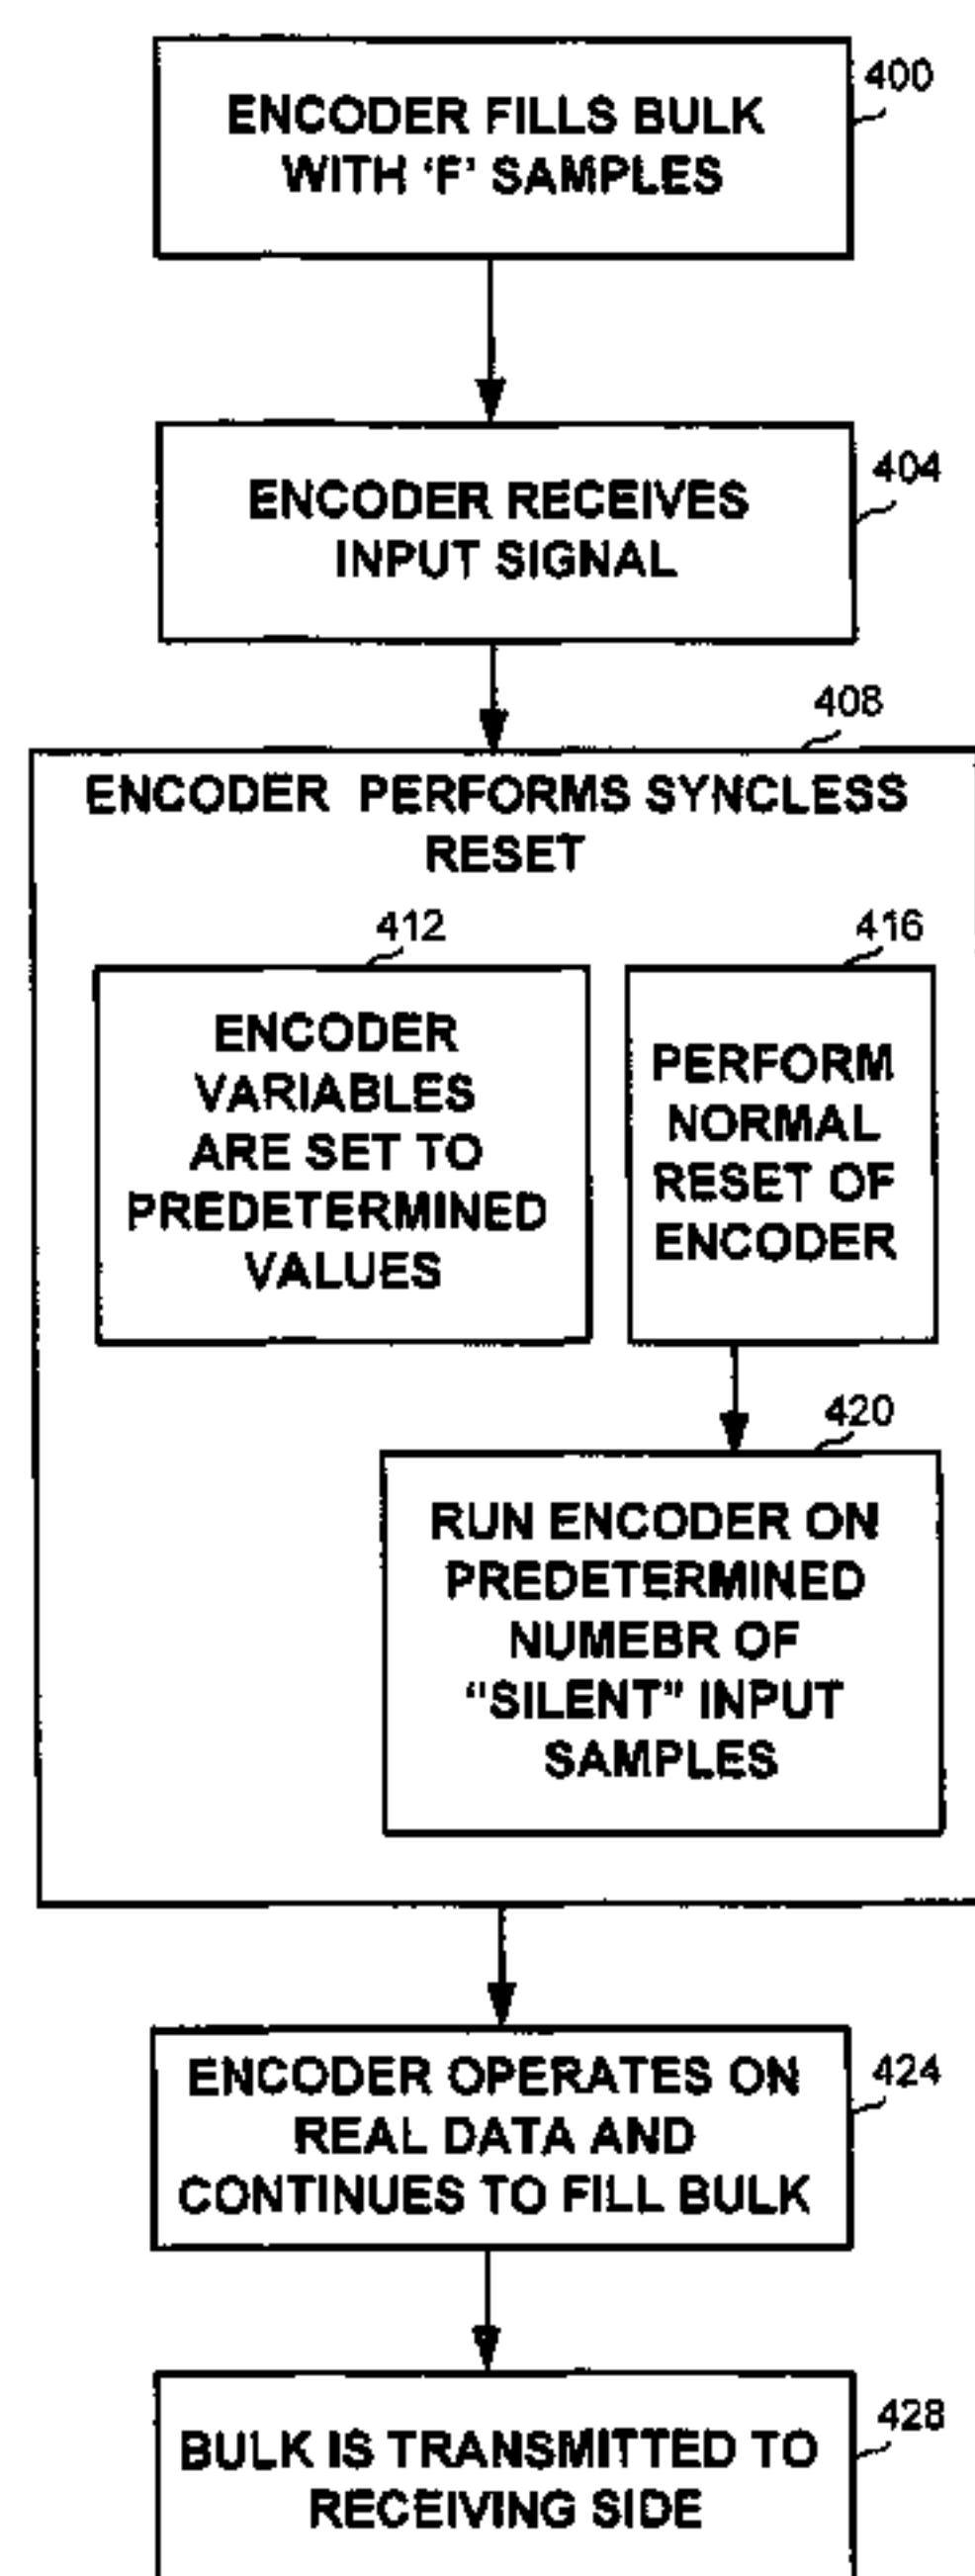 ENCODER FILLS BULK
WITH ‘F’ SAMPLES
400
ENCODER RECEIVES
INPUT SIGNAL
404
408
ENCODER PERFORMS SYNCLESS
RESET
412
ENCODER
VARIABLES
ARE SET TO
PREDETERMINED
VALUES
416
PERFORM
NORMAL
RESET OF
ENCODER
420
RUN ENCODER ON
PREDETERMINED
NUMEBR OF
“SILENT” INPUT
SAMPLES
ENCODER OPERATES ON
REAL DATA AND
CONTINUES TO FILL BULK
424
BULK IS TRANSMITTED TO
RECEIVING SIDE
428